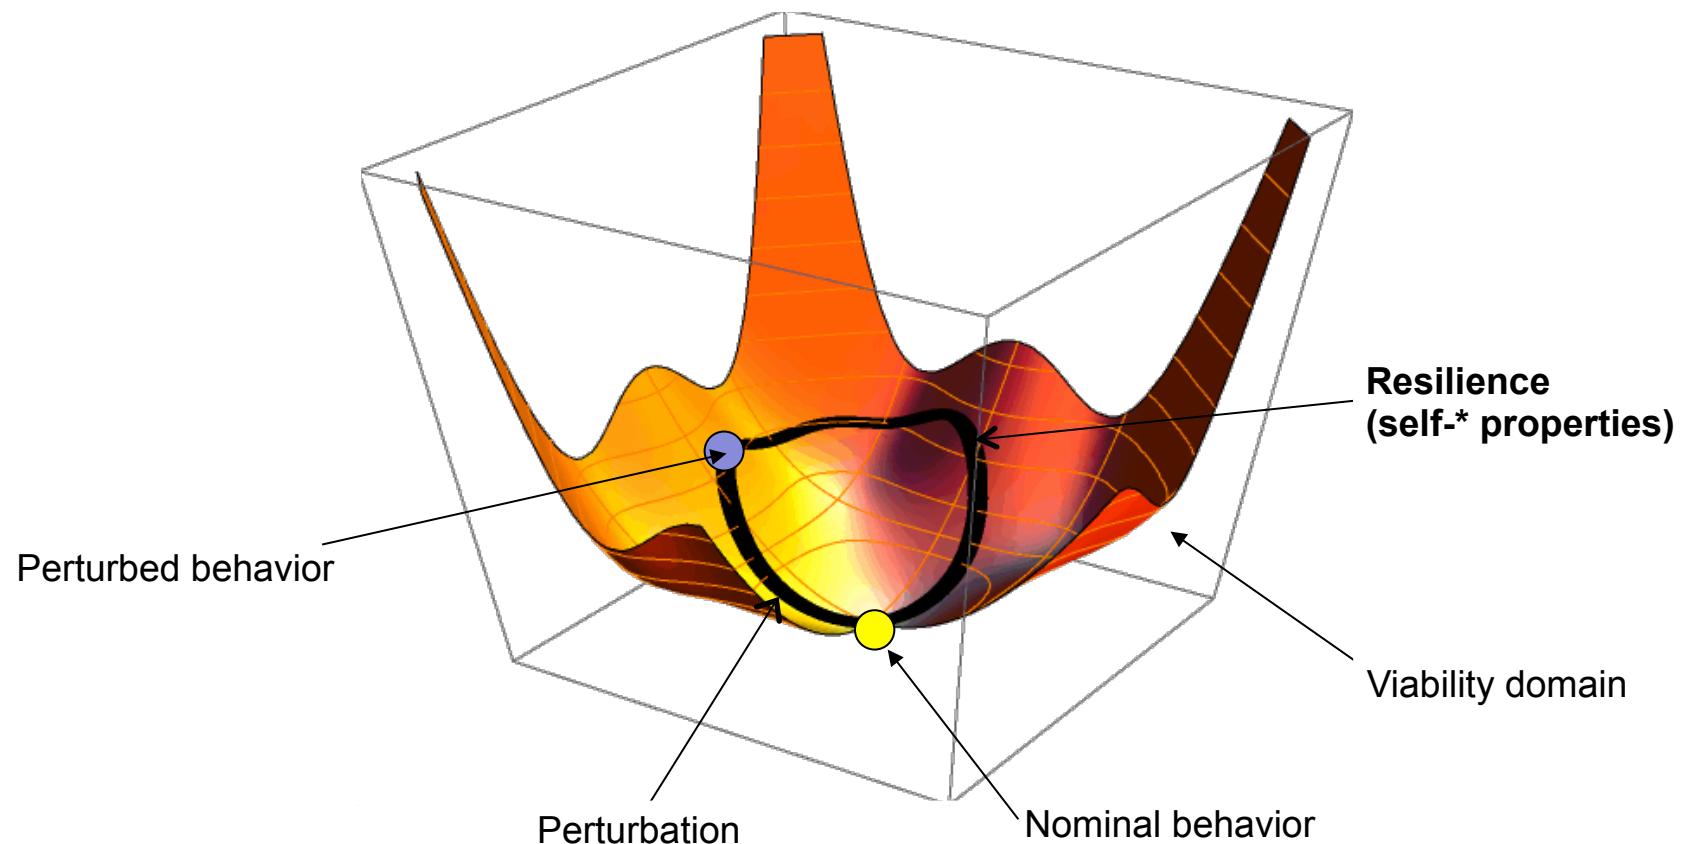 Resilience
(self-* properties)
Perturbed behavior
Viability domain
Perturbation
Nominal behavior